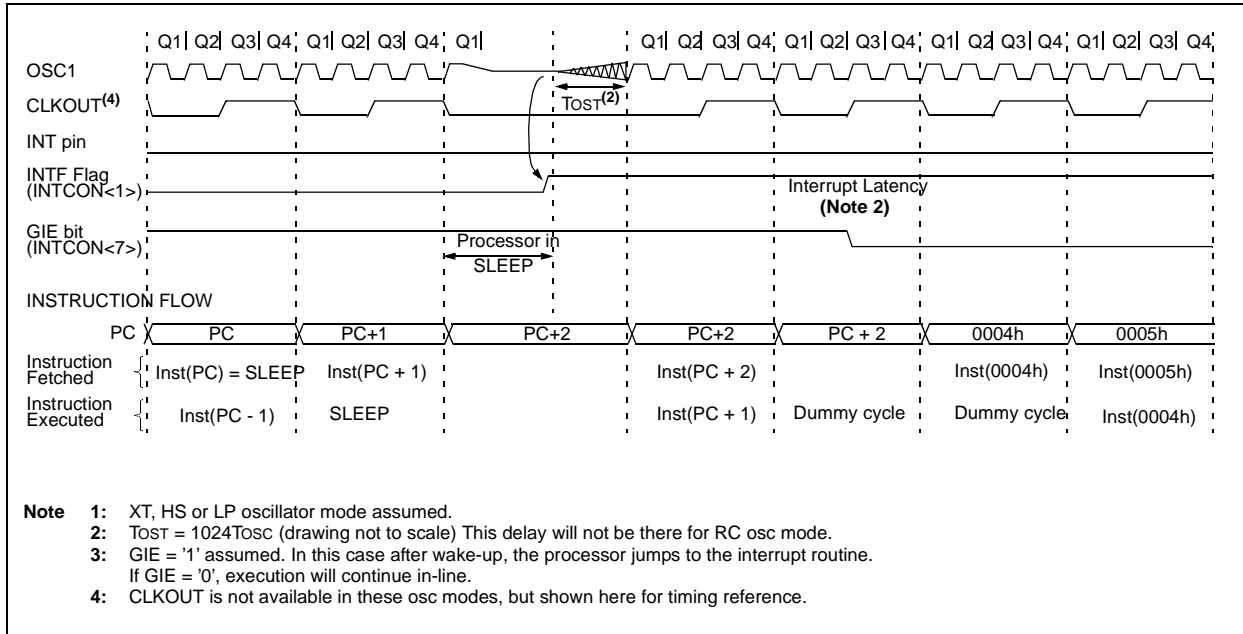 Q1 Q2 Q3 Q4 Q1 Q2 Q3 Q4 Q1 Q1 Q2 Q3 Q4 Q1 Q2 Q3 Q4 Q1 Q2 Q3 Q4 Q1 Q2 Q3 Q4
OSC1
CLKOUT(4)
TOST(2)
INT pin
INTF Flag
(INTCON<1>)
Interrupt Latency
(Note 2)
GIE bit
(INTCON<7>)
Processor in
SLEEP
INSTRUCTION FLOW
PC PC PC+1 PC+2 PC+2 PC + 2 0004h 0005h
Instruction
Fetched
Inst(PC) = SLEEP Inst(PC + 1) Inst(PC + 2) Inst(0004h) Inst(0005h)
Instruction
Executed
Inst(PC - 1) SLEEP Inst(PC + 1) Dummy cycle Dummy cycle Inst(0004h)
Note 1: XT, HS or LP oscillator mode assumed.
2: TOST = 1024TOSC (drawing not to scale) This delay will not be there for RC osc mode.
3: GIE = '1' assumed. In this case after wake-up, the processor jumps to the interrupt routine.
If GIE = '0', execution will continue in-line.
4: CLKOUT is not available in these osc modes, but shown here for timing reference.